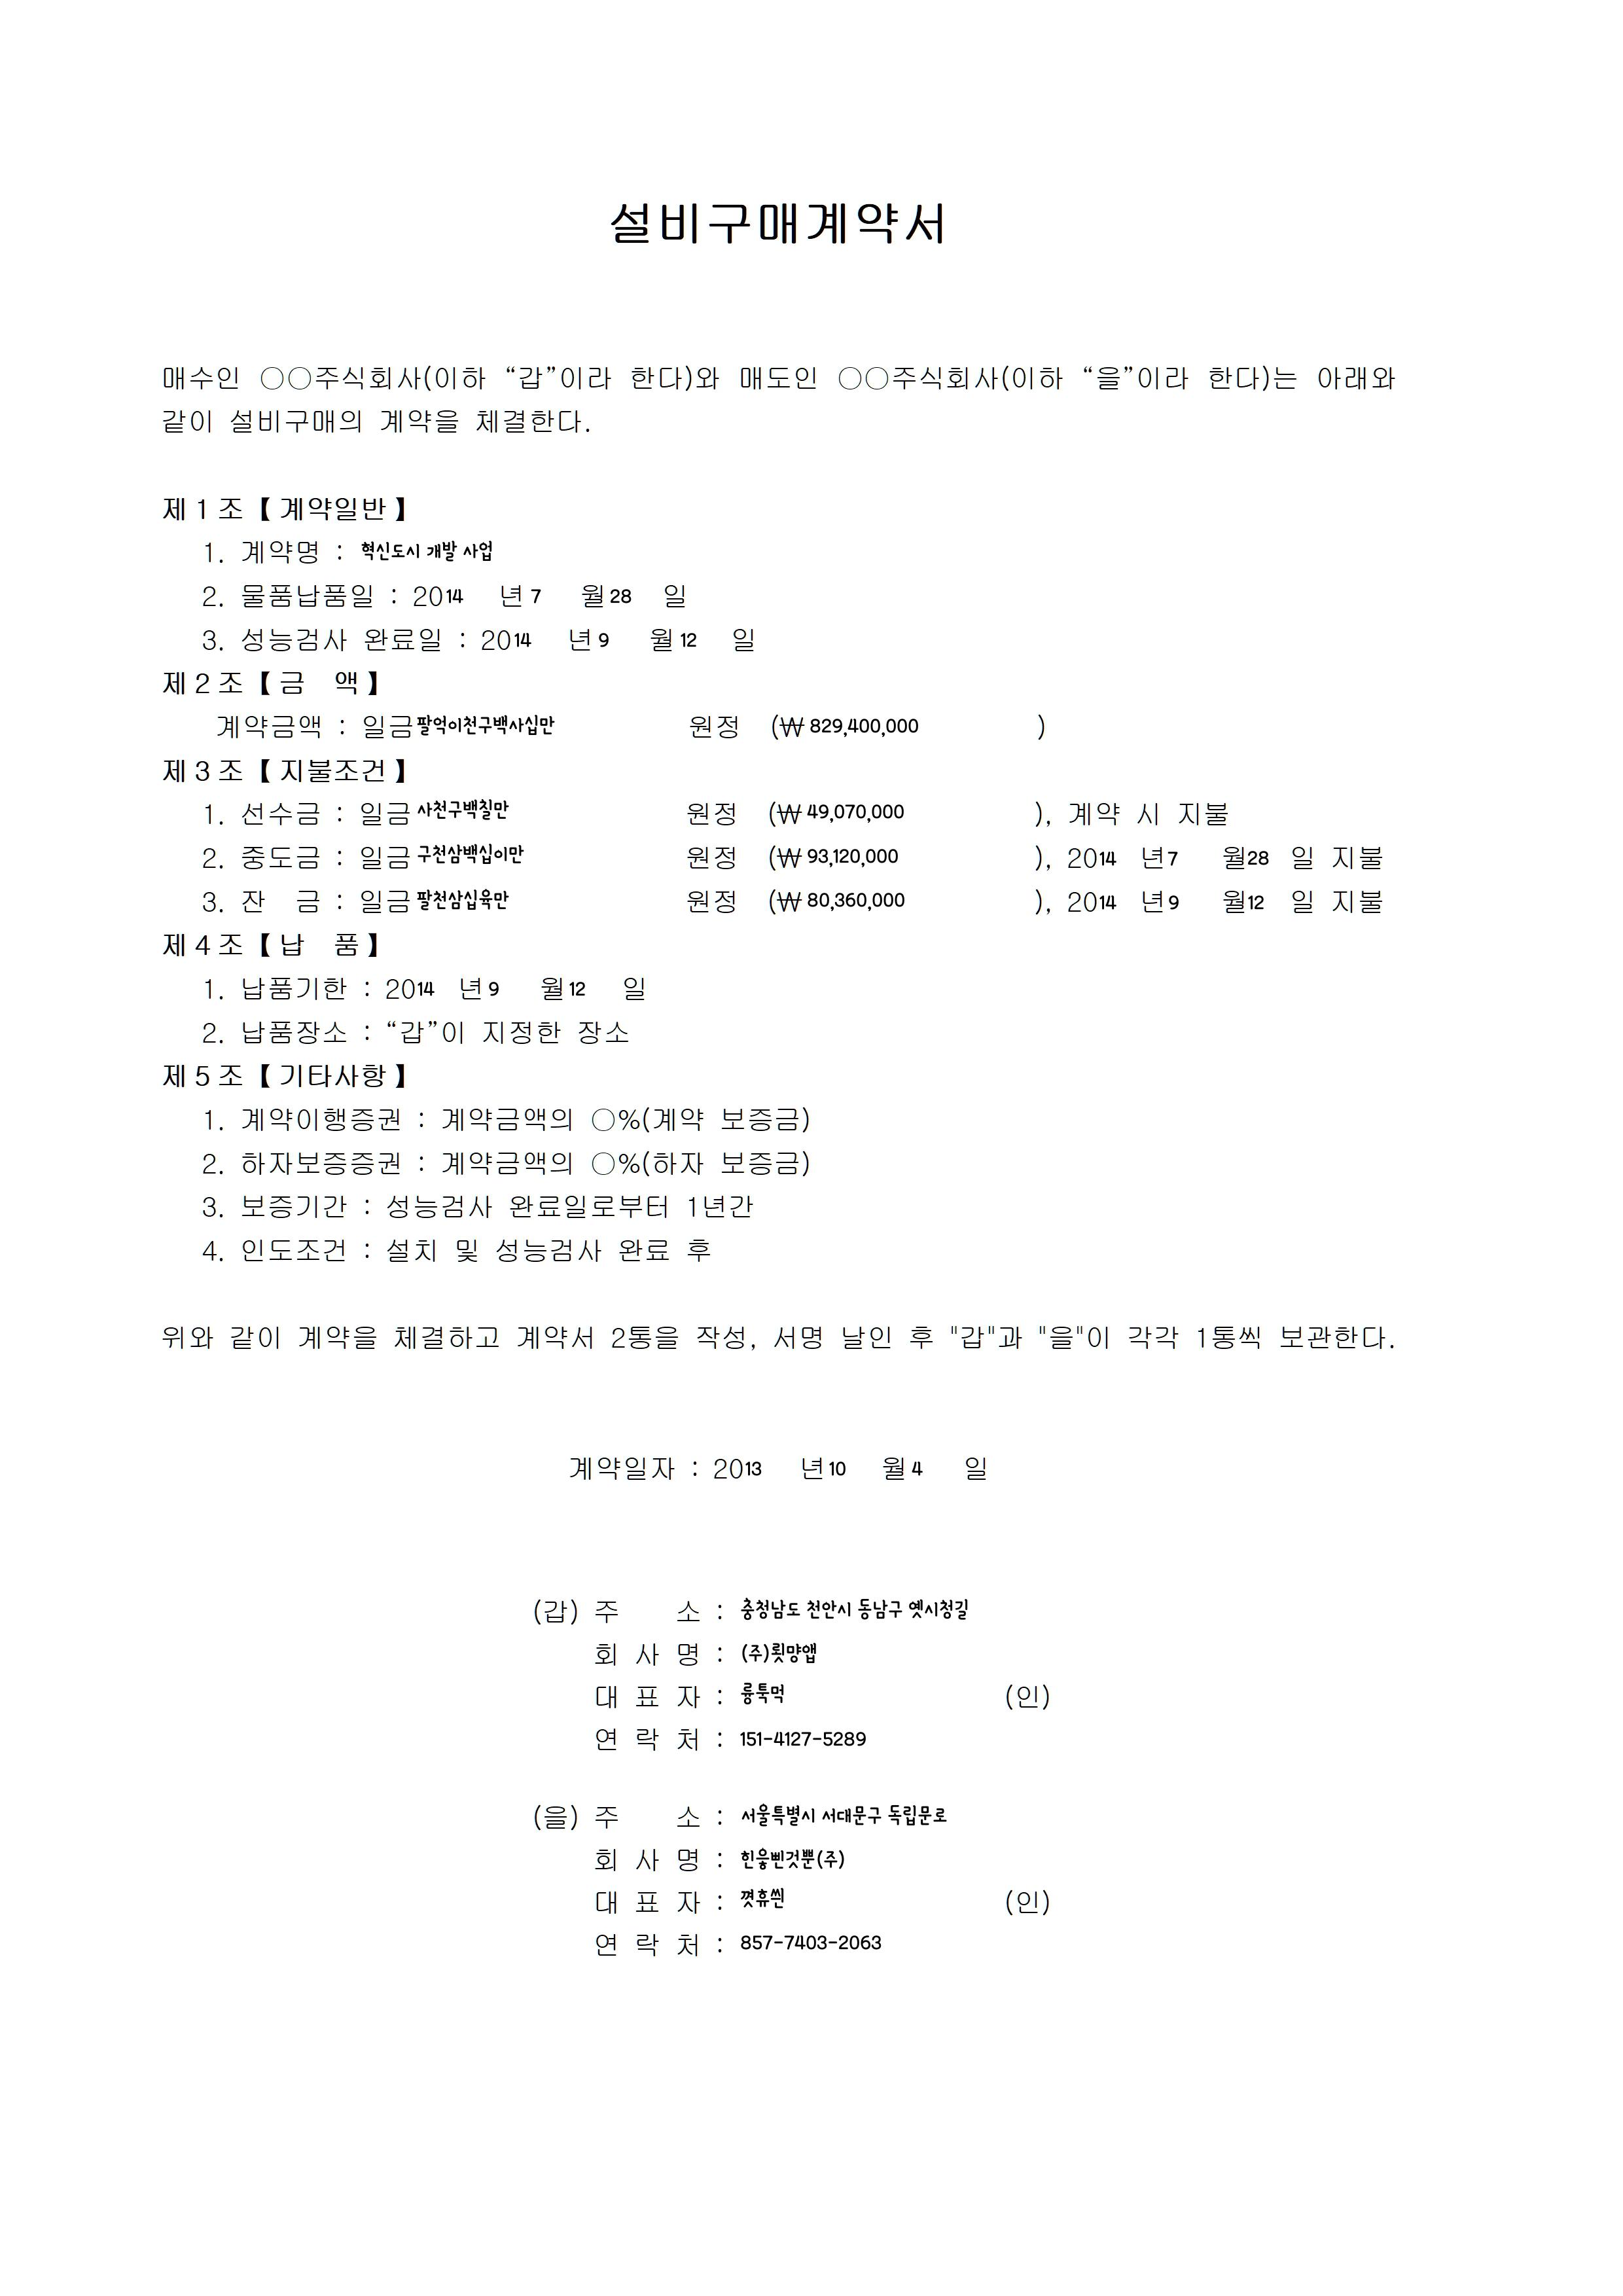 설비구매계약서
매수인 ○○주식회사(이하 “갑”이라 한다)와 매도인 ○○주식회사(이하 “을”이라 한다)는 아래와
같이 설비구매의 계약을 체결한다.
제1조【계약일반】
1. 계약명 : 혁신도시 개발 사업
2. 물품납품일 : 2014 년 7 월 28 일
3. 성능검사 완료일 : 2014 년 9 월 12 일
제2조【금 액】
계약금액 : 일금 팔억이천구백사십만 원정 (₩ 829,400,000 )
제3조【지불조건】
1. 선수금 : 일금 사천구백칠만 원정 (₩ 49,070,000 ), 계약 시 지불
2. 중도금 : 일금 구천삼백십이만 원정 (₩ 93,120,000 ), 2014 년 7 월 28 일 지불
3. 잔 금 : 일금 팔천삼십육만 원정 (₩ 80,360,000 ), 2014 년 9 월 12 일 지불
제4조【납 품】
1. 납품기한 : 2014 년 9 월 12 일
2. 납품장소 : “갑”이 지정한 장소
제5조【기타사항】
1. 계약이행증권 : 계약금액의 ○%(계약 보증금)
2. 하자보증증권 : 계약금액의 ○%(하자 보증금)
3. 보증기간 : 성능검사 완료일로부터 1년간
4. 인도조건 : 설치 및 성능검사 완료 후
위와 같이 계약을 체결하고 계약서 2통을 작성, 서명 날인 후 "갑"과 "을"이 각각 1통씩 보관한다.
계약일자 : 2013 년 10 월 4 일
(갑) 주 소 : 충청남도 천안시 동남구 옛시청길
회 사 명 : (주)룃먕앱
대 표 자 : 륭툭먹 (인)
연 락 처 : 151-4127-5289
(을) 주 소 : 서울특별시 서대문구 독립문로
회 사 명 :
대 표 자 : (인)
연 락 처 : 857-7403-2063